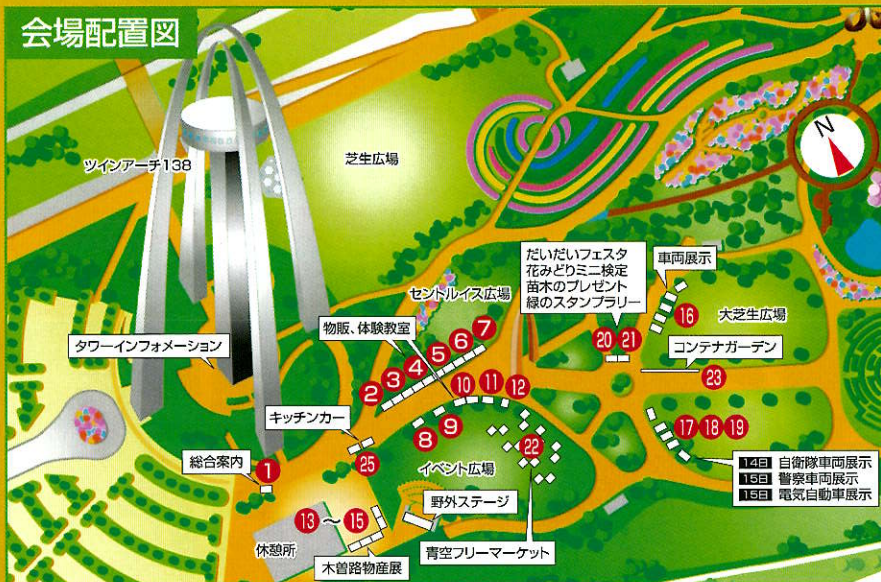 会場配置図
ツインアーチ138
芝生広場
N
だいだいフェスタ
花みどりミニ検定
苗木のプレゼント
緑のスタンプラリー
車両展示
セントルイス広場
物販、体験教室
大芝生広場
タワーインフォメーション
コンテナガーデン
キッチンカー
総合案内
イベント広場
野外ステージ
休憩所
木曽路物産展
青空フリーマーケット
14日 自衛隊車両展示
15日 警察車両展示
15日 電気自動車展示
1
2 3 4 5 6 7
8 9
10 11 12
13 ～ 15
16
17 18 19
20 21
22
23
25